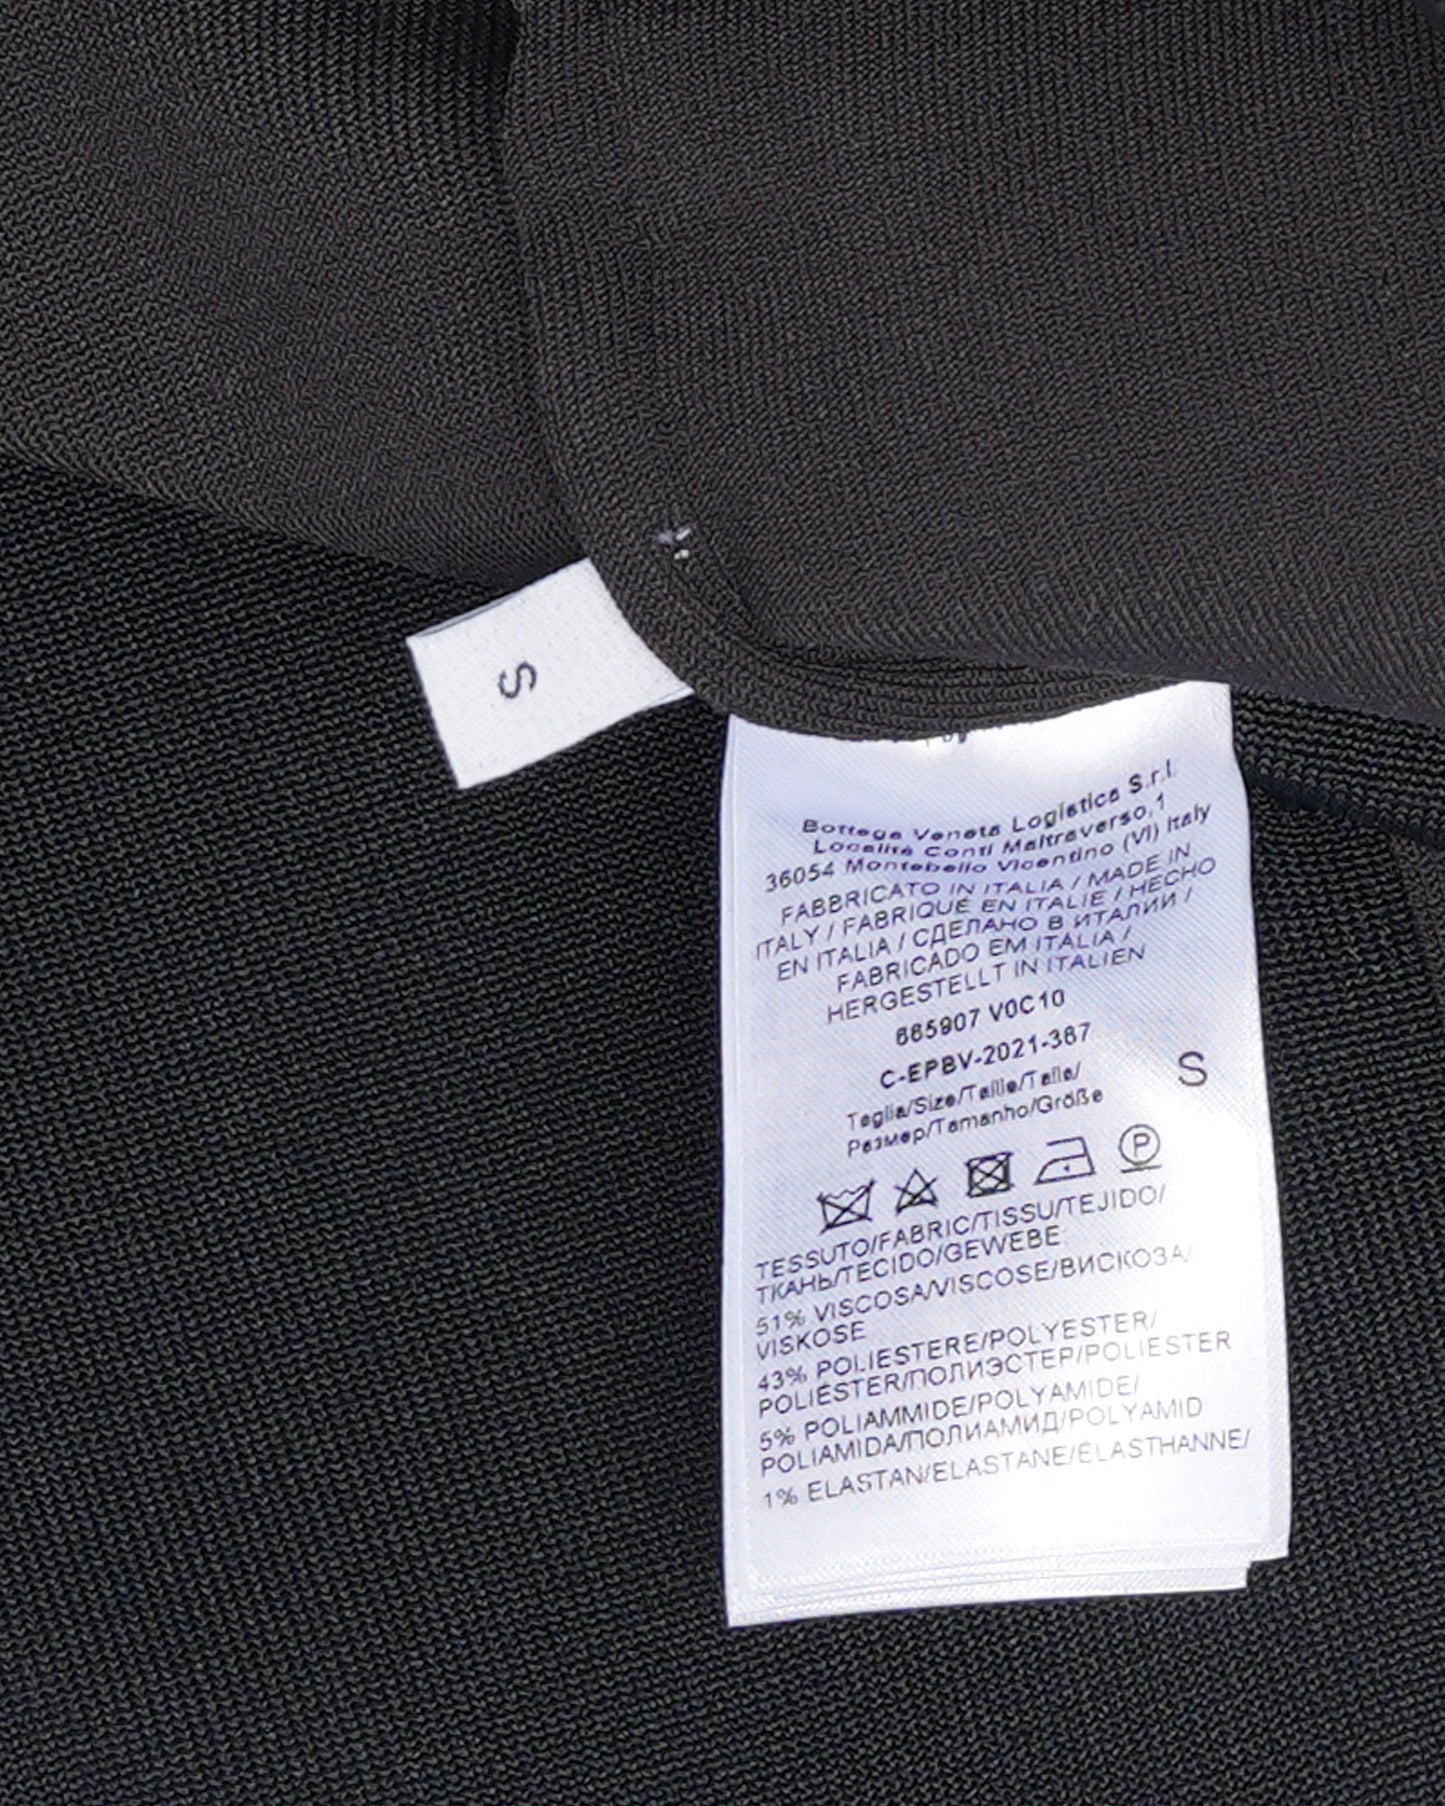 S
Bottega Veneta Logistica S.r.l.
Località Conti Maltraverso,1
36054 Montebello Vicentino (VI) Italy
FABBRICATO IN ITALIA / MADE IN
ITALY / FABRIQUÉ EN ITALIE / HECHO
EN ITALIA / СДЕЛАНО В ИТАЛИИ /
FABRICADO EM ITÁLIA /
HERGESTELLT IN ITALIEN
665907 V0C10
C-EPBV-2021-367
Taglia/Size/Taille/Talla/
Размер/Tamanho/Größe
S
P
TESSUTO/FABRIC/TISSU/TEJIDO/
ТКАНЬ/TECIDO/GEWEBE:
51% VISCOSA/VISCOSE/ВИСКОЗА/
VISKOSE
43% POLIESTERE/POLYESTER/
POLIÉSTER/ПОЛИЭСТЕР/POLIESTER
5% POLIAMMIDE/POLYAMIDE/
POLIAMIDA/ПОЛИАМИД/POLYAMID
1% ELASTAN/ELASTANE/ÉLASTHANNE/